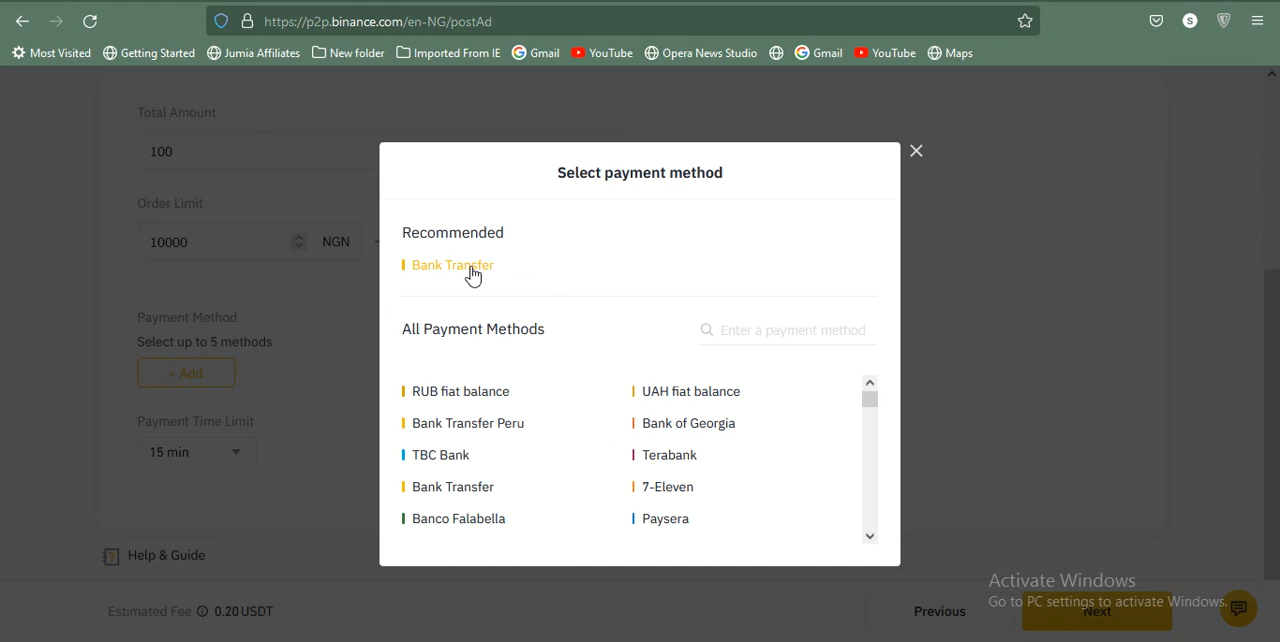 https://p2p.binance.com/en-NG/postAd
S
Most Visited Getting Started Jumia Affiliates New folder Imported From IE Gmail YouTube Opera News Studio Gmail YouTube Maps
Total Amount
100
Order Limit
10000 NGN
Payment Method
Select up to 5 methods
+ Add
Payment Time Limit
15 min
Select payment method
Recommended
Bank Transfer
All Payment Methods Enter a payment method
RUB fiat balance UAH fiat balance
Bank Transfer Peru Bank of Georgia
TBC Bank Terabank
Bank Transfer 7-Eleven
Banco Falabella Paysera
Help & Guide
Estimated Fee 0.20 USDT
Previous Next
Activate Windows
Go to PC settings to activate Windows.